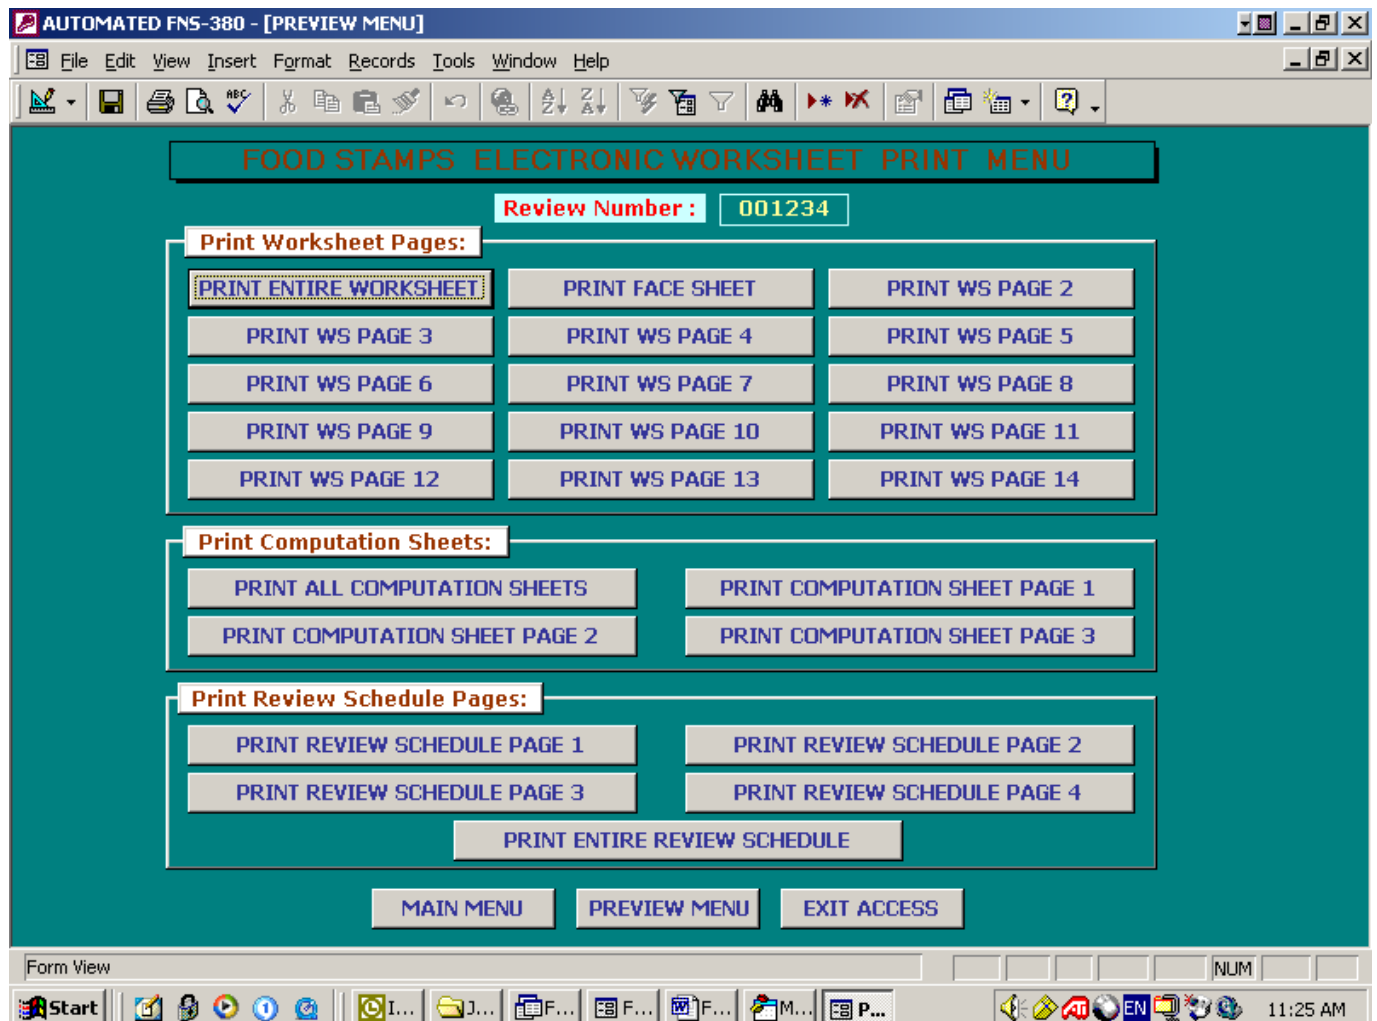 AUTOMATED FNS-380 - [PREVIEW MENU]
File Edit View Insert Format Records Tools Window Help
FOOD STAMPS ELECTRONIC WORKSHEET PRINT MENU
Review Number : 001234
Print Worksheet Pages:
PRINT ENTIRE WORKSHEET PRINT FACE SHEET PRINT WS PAGE 2
PRINT WS PAGE 3 PRINT WS PAGE 4 PRINT WS PAGE 5
PRINT WS PAGE 6 PRINT WS PAGE 7 PRINT WS PAGE 8
PRINT WS PAGE 9 PRINT WS PAGE 10 PRINT WS PAGE 11
PRINT WS PAGE 12 PRINT WS PAGE 13 PRINT WS PAGE 14
Print Computation Sheets:
PRINT ALL COMPUTATION SHEETS PRINT COMPUTATION SHEET PAGE 1
PRINT COMPUTATION SHEET PAGE 2 PRINT COMPUTATION SHEET PAGE 3
Print Review Schedule Pages:
PRINT REVIEW SCHEDULE PAGE 1 PRINT REVIEW SCHEDULE PAGE 2
PRINT REVIEW SCHEDULE PAGE 3 PRINT REVIEW SCHEDULE PAGE 4
PRINT ENTIRE REVIEW SCHEDULE
MAIN MENU PREVIEW MENU EXIT ACCESS
Form View NUM
Start I... J... F... F... F... M... P... EN 11:25 AM